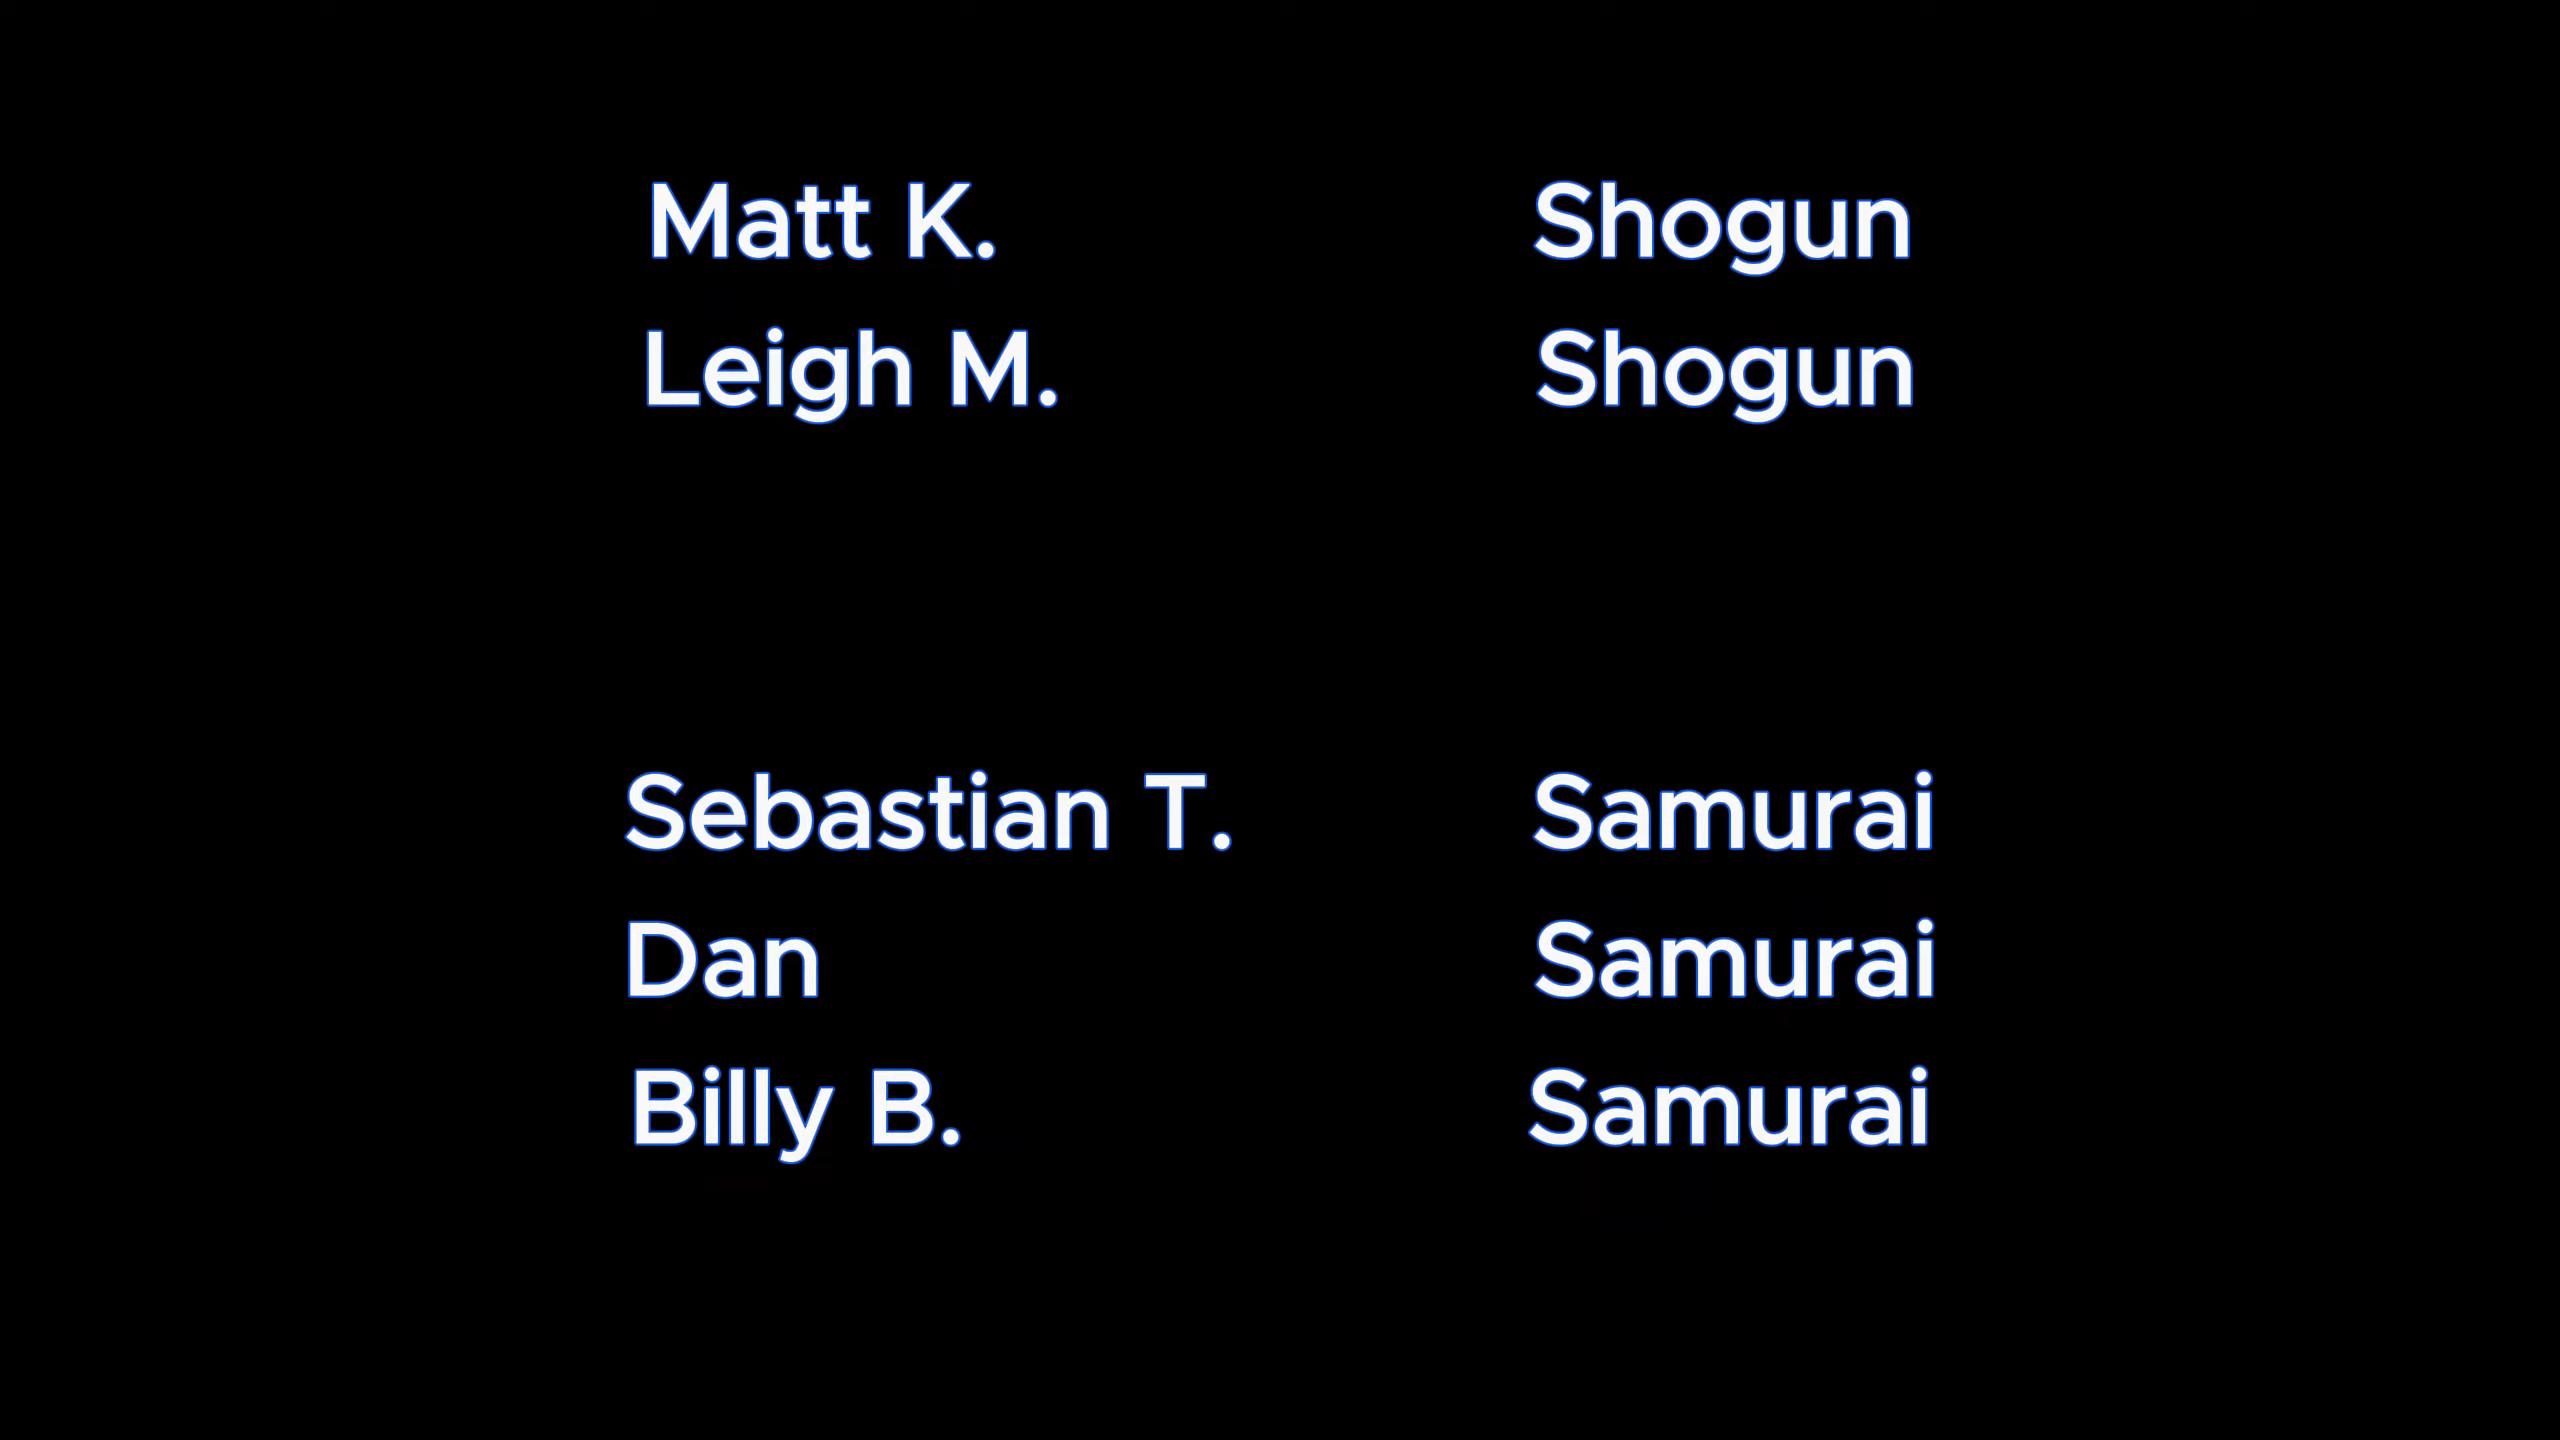 Matt K. Shogun
Leigh M. Shogun
Sebastian T. Samurai
Dan Samurai
Billy B. Samurai